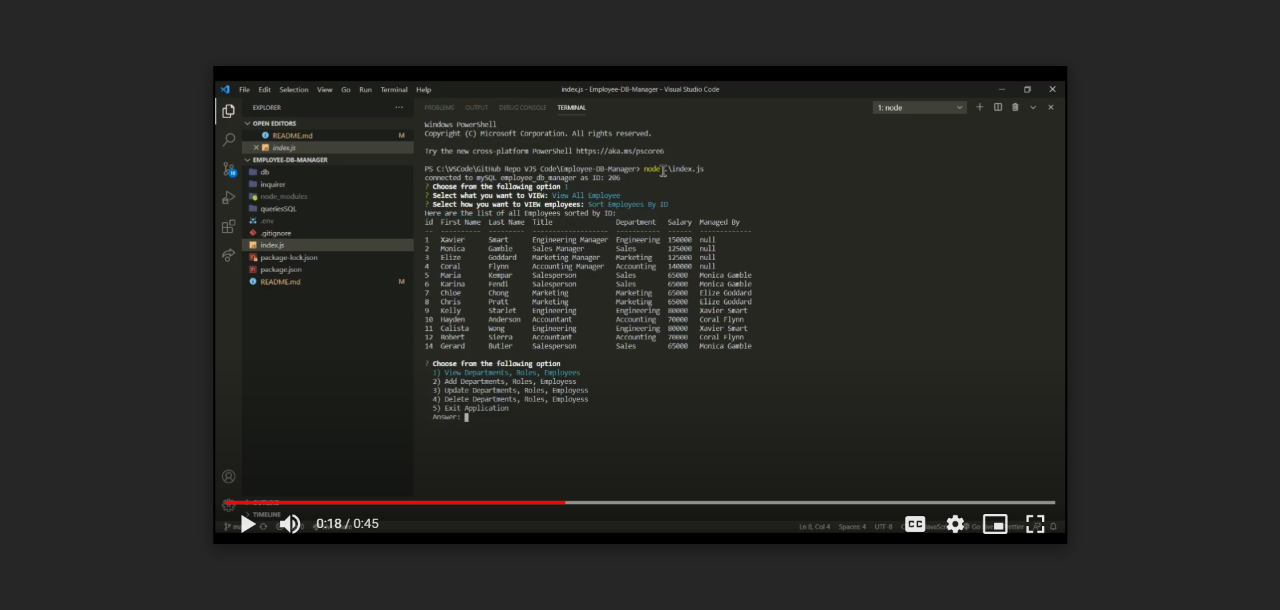 File Edit Selection View Go Run Terminal Help index.js - Employee-DB-Manager - Visual Studio Code
EXPLORER
OPEN EDITORS
README.md M
index.js
EMPLOYEE-DB-MANAGER
db
inquirer
node_modules
queriesSQL
.env
.gitignore
index.js
package-lock.json
package.json
README.md M
TIMELINE
PROBLEMS OUTPUT DEBUG CONSOLE TERMINAL 1: node
Windows PowerShell
Copyright (C) Microsoft Corporation. All rights reserved.
Try the new cross-platform PowerShell https://aka.ms/pscore6
PS C:\VSCode\GitHub Repo VJS Code\Employee-DB-Manager> node .\index.js
connected to mySQL employee_db_manager as ID: 206
? Choose from the following option 1
? Select what you want to VIEW: View All Employee
? Select how you want to VIEW employees: Sort Employees By ID
Here are the list of all Employees sorted by ID:
id First Name Last Name Title Department Salary Managed By
-- ---------- --------- ------------------- ----------- ------ -------------
1 Xavier Smart Engineering Manager Engineering 150000 null
2 Monica Gamble Sales Manager Sales 125000 null
3 Elize Goddard Marketing Manager Marketing 125000 null
4 Coral Flynn Accounting Manager Accounting 140000 null
5 Maria Kempar Salesperson Sales 65000 Monica Gamble
6 Karina Fendi Salesperson Sales 65000 Monica Gamble
7 Chloe Chong Marketing Marketing 65000 Elize Goddard
8 Chris Pratt Marketing Marketing 65000 Elize Goddard
9 Kelly Starlet Engineering Engineering 80000 Xavier Smart
10 Hayden Anderson Accountant Accounting 70000 Coral Flynn
11 Calista Wong Engineering Engineering 80000 Xavier Smart
12 Robert Sierra Accountant Accounting 70000 Coral Flynn
14 Gerard Butler Salesperson Sales 65000 Monica Gamble
? Choose from the following option
1) View Departments, Roles, Employees
2) Add Departments, Roles, Employess
3) Update Departments, Roles, Employess
4) Delete Departments, Roles, Employess
5) Exit Application
Answer:
0:18 / 0:45 CC
Ln 8, Col 4 Spaces: 4 UTF-8